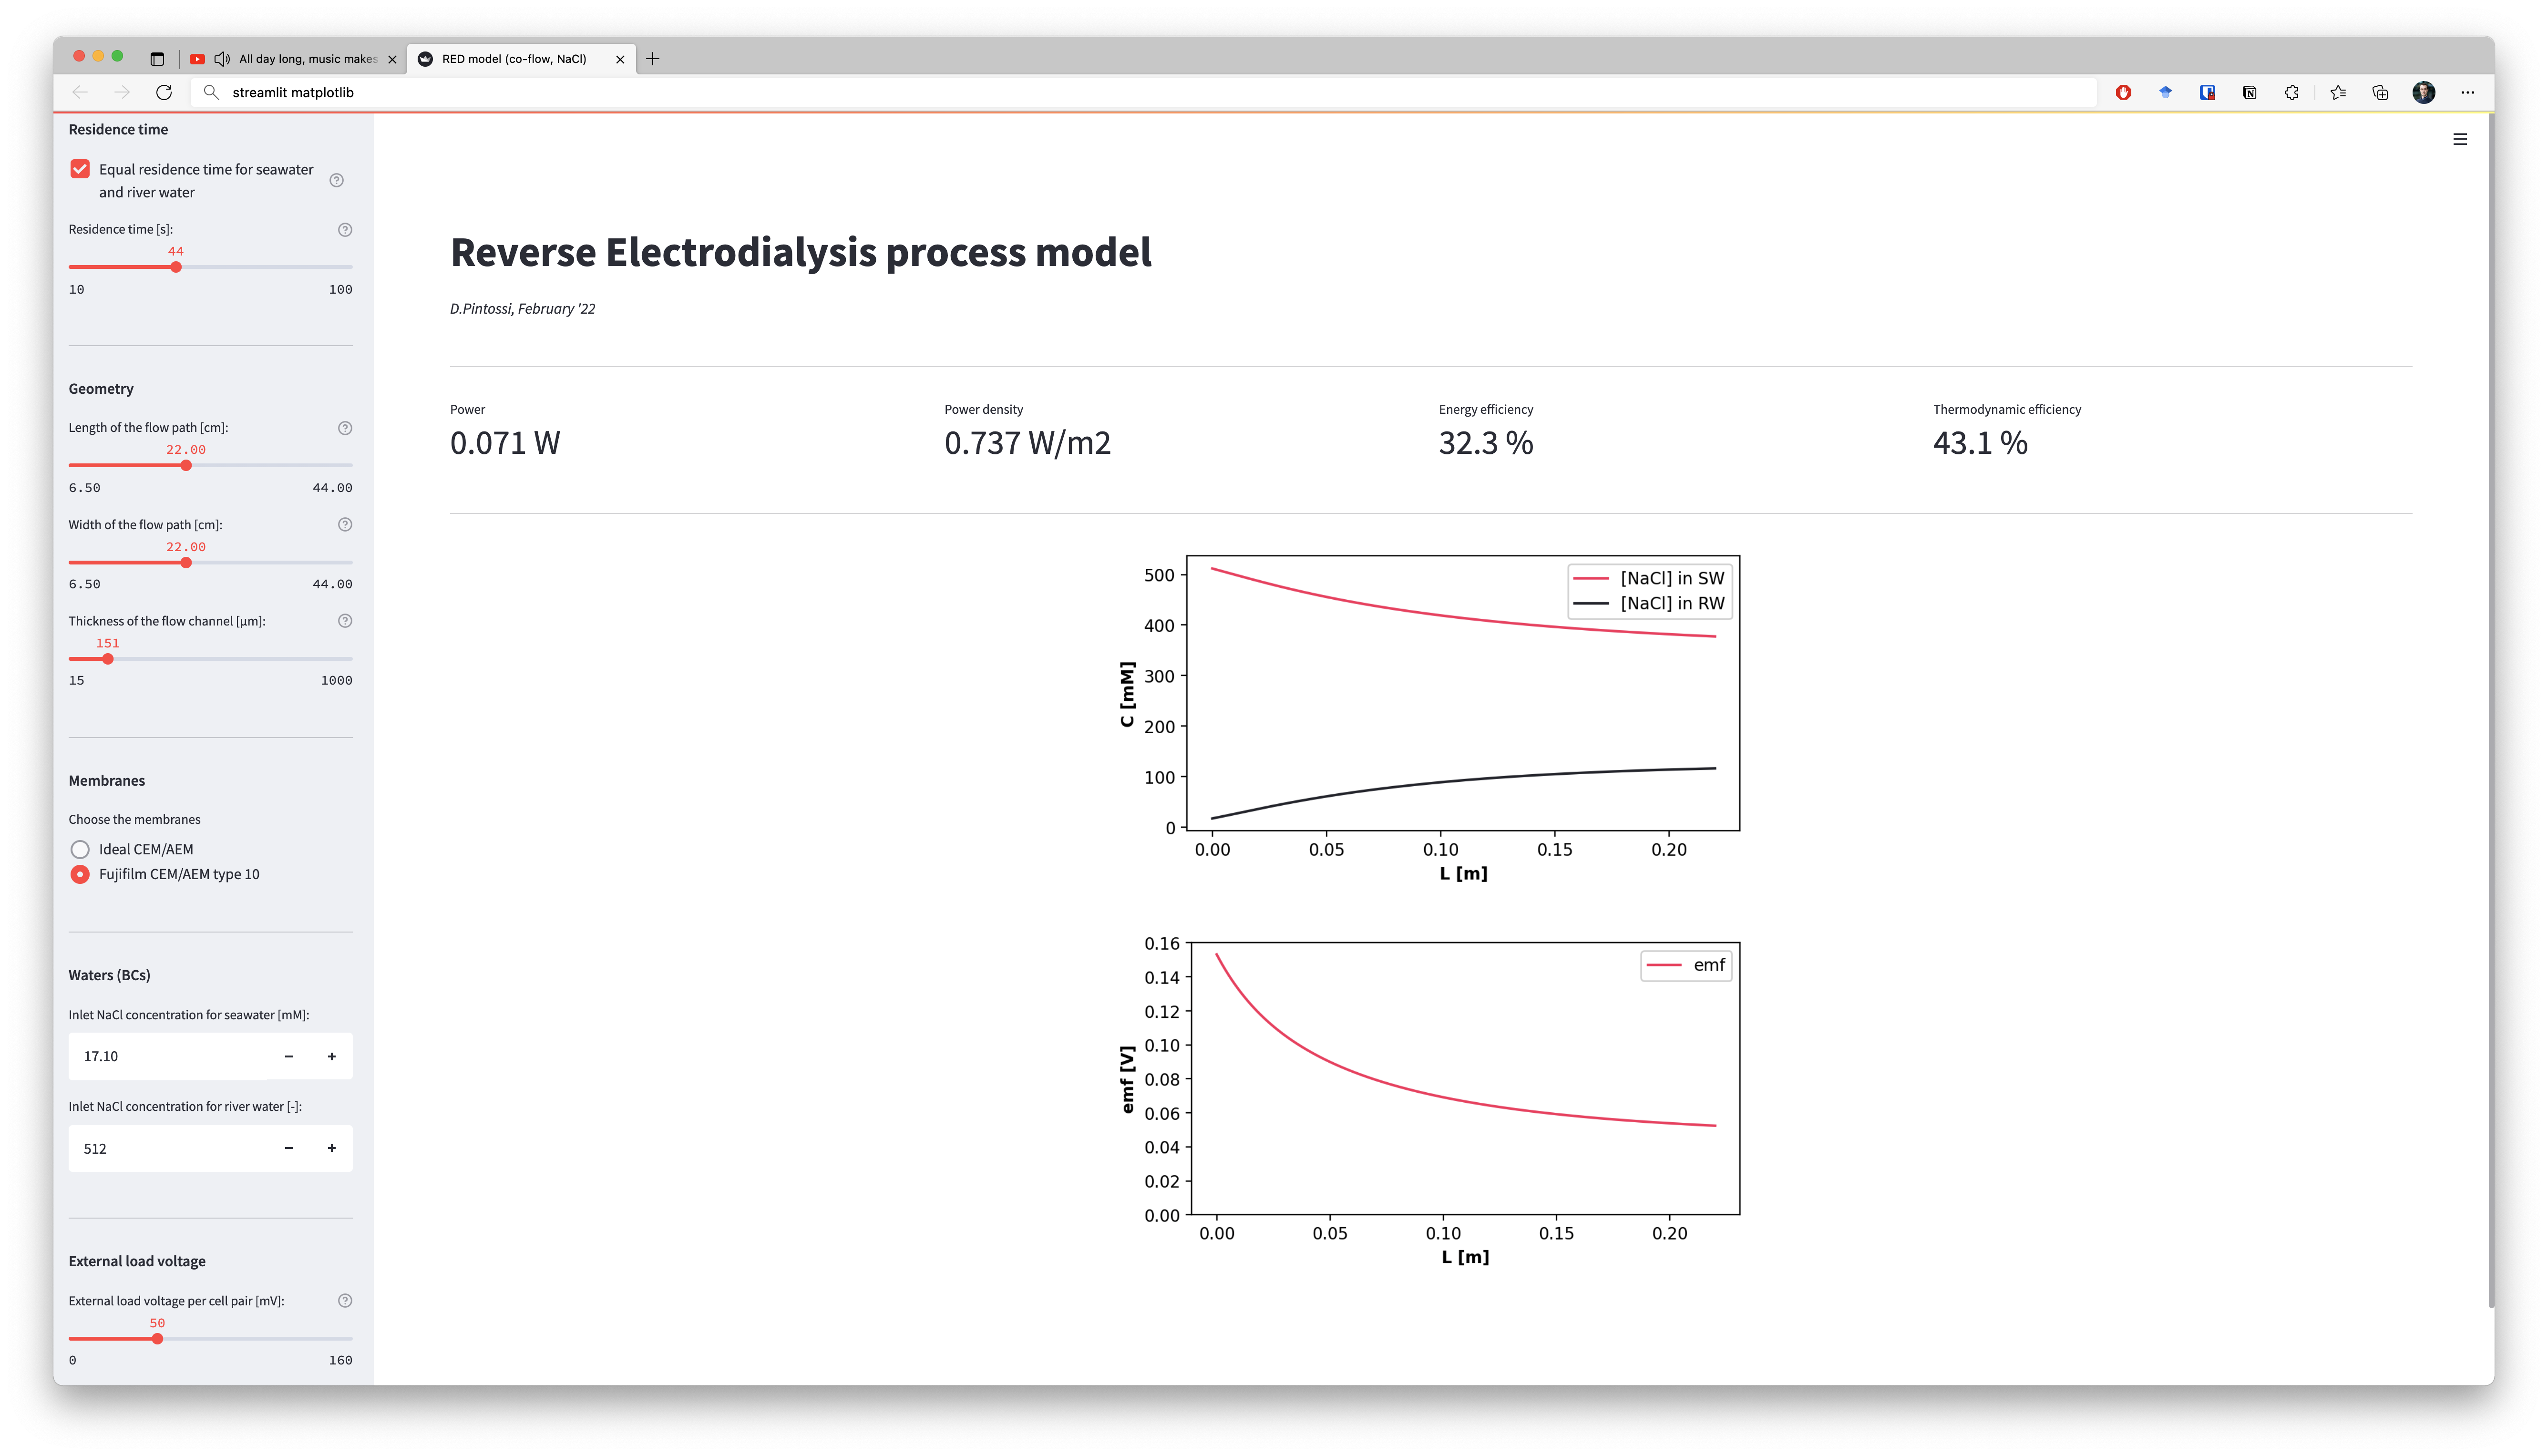 All day long, music makes
RED model (co-flow, NaCl)
streamlit matplotlib
Residence time
Equal residence time for seawater
and river water
Residence time [s]:
44
10 100
Geometry
Length of the flow path [cm]:
22.00
6.50 44.00
Width of the flow path [cm]:
22.00
6.50 44.00
Thickness of the flow channel [μm]:
151
15 1000
Membranes
Choose the membranes
Ideal CEM/AEM
Fujifilm CEM/AEM type 10
Waters (BCs)
Inlet NaCl concentration for seawater [mM]:
17.10 − +
Inlet NaCl concentration for river water [-]:
512 − +
External load voltage
External load voltage per cell pair [mV]:
50
0 160
Reverse Electrodialysis process model
D.Pintossi, February '22
Power Power density Energy efficiency Thermodynamic efficiency
0.071 W 0.737 W/m2 32.3 % 43.1 %
[NaCl] in SW
[NaCl] in RW
500
400
300
200
100
0
C [mM]
0.00 0.05 0.10 0.15 0.20
L [m]
emf
0.16
0.14
0.12
0.10
0.08
0.06
0.04
0.02
0.00
emf [V]
0.00 0.05 0.10 0.15 0.20
L [m]